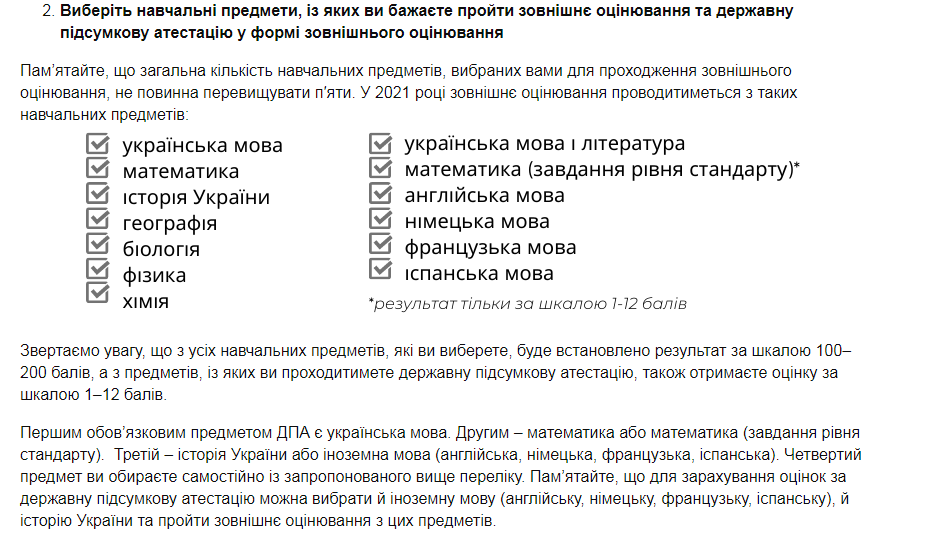 2. Виберіть навчальні предмети, із яких ви бажаєте пройти зовнішнє оцінювання та державну
підсумкову атестацію у формі зовнішнього оцінювання
Пам'ятайте, що загальна кількість навчальних предметів, вибраних вами для проходження зовнішнього
оцінювання, не повинна перевищувати п'яти. У 2021 році зовнішнє оцінювання проводитиметься з таких
навчальних предметів:
українська мова
математика
історія України
географія
біологія
фізика
хімія
українська мова і література
математика (завдання рівня стандарту)*
англійська мова
німецька мова
французька мова
іспанська мова
*результат тільки за шкалою 1-12 балів
Звертаємо увагу, що з усіх навчальних предметів, які ви виберете, буде встановлено результат за шкалою 100–
200 балів, а з предметів, із яких ви проходитимете державну підсумкову атестацію, також отримаєте оцінку за
шкалою 1–12 балів.
Першим обов'язковим предметом ДПА є українська мова. Другим – математика або математика (завдання рівня
стандарту).  Третій – історія України або іноземна мова (англійська, німецька, французька, іспанська). Четвертий
предмет ви обираєте самостійно із запропонованого вище переліку. Пам'ятайте, що для зарахування оцінок за
державну підсумкову атестацію можна вибрати й іноземну мову (англійську, німецьку, французьку, іспанську), й
історію України та пройти зовнішнє оцінювання з цих предметів.